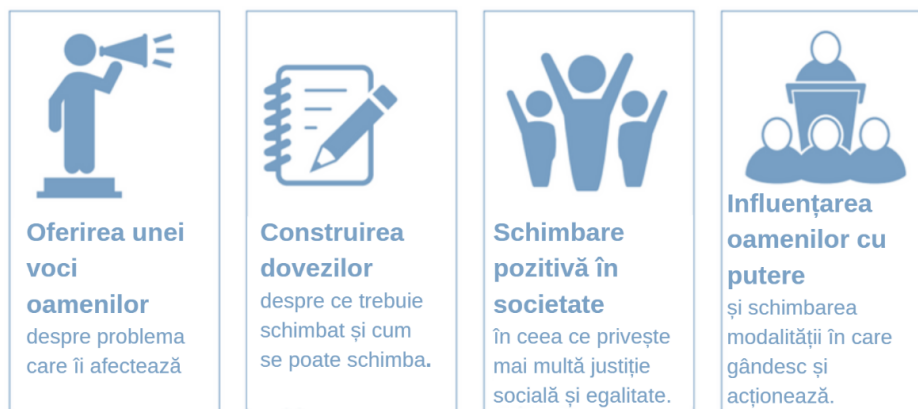 Oferirea unei
voci
oamenilor
despre problema
care îi afectează
Construirea
dovezilor
despre ce trebuie
schimbat și cum
se poate schimba.
Schimbare
pozitivă în
societate
în ceea ce privește
mai multă justiție
socială și egalitate.
Influențarea
oamenilor cu
putere
și schimbarea
modalității în care
gândesc și
acționează.